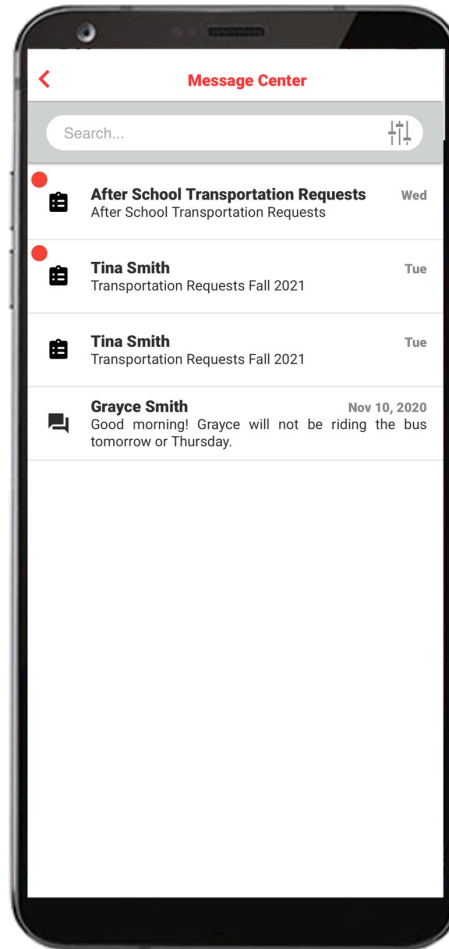 Message Center
Search...
After School Transportation Requests Wed
After School Transportation Requests
Tina Smith Tue
Transportation Requests Fall 2021
Tina Smith Tue
Transportation Requests Fall 2021
Grayce Smith Nov 10, 2020
Good morning! Grayce will not be riding the bus
tomorrow or Thursday.